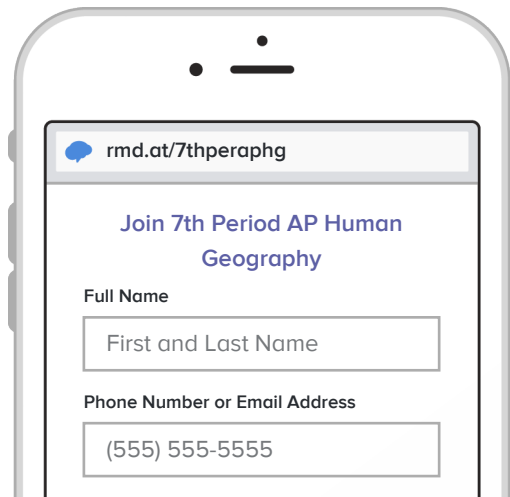 rmd.at/7thperaphg
Join 7th Period AP Human
Geography
Full Name
First and Last Name
Phone Number or Email Address
(555) 555-5555